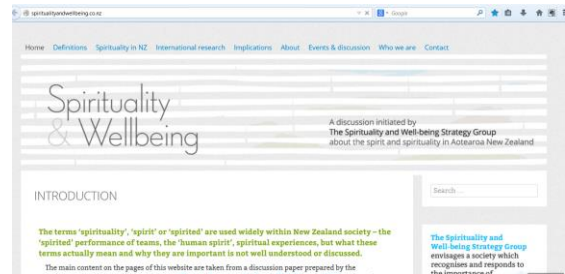 spiritualityandwellbeing.co.nz
Google
Home Definitions Spirituality in NZ International research Implications About Events & discussion Who we are Contact
Spirituality
& Wellbeing
A discussion initiated by
The Spirituality and Well-being Strategy Group
about the spirit and spirituality in Aotearoa New Zealand
INTRODUCTION
Search ...
The terms ‘spirituality’, ‘spirit’ or ‘spirited’ are used widely within New Zealand society – the
‘spirited’ performance of teams, the ‘human spirit’, spiritual experiences, but what these
terms actually mean and why they are important is not well understood or discussed.
The main content on the pages of this website are taken from a discussion paper prepared by the
The Spirituality and
Well-being Strategy Group
envisages a society which
recognises and responds to
the importance of